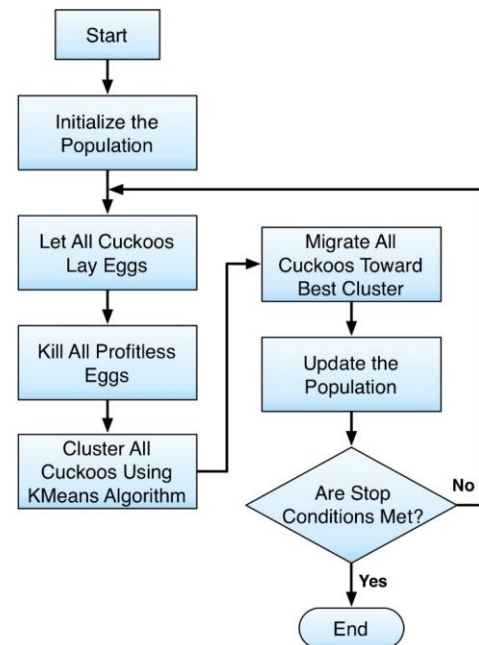 Start
Initialize the
Population
Let All Cuckoos
Lay Eggs
Kill All Profitless
Eggs
Cluster All
Cuckoos Using
KMeans Algorithm
Migrate All
Cuckoos Toward
Best Cluster
Update the
Population
Are Stop
Conditions Met?
No
Yes
End